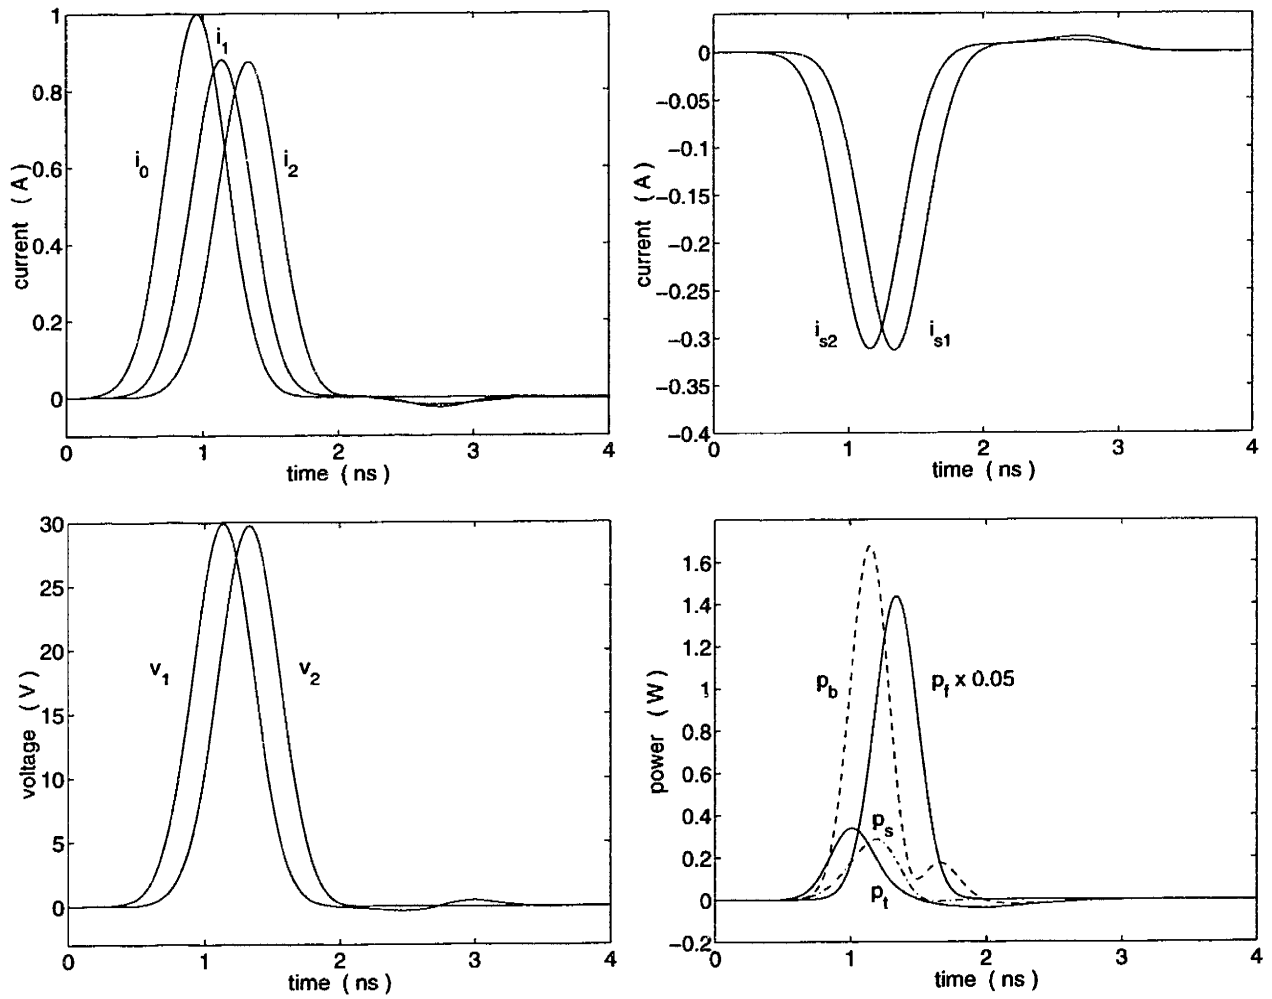 1
0.8
0.6
0.4
0.2
0
current ( A )
i0
i1
i2
0 1 2 3 4
time ( ns )
0
−0.05
−0.1
−0.15
−0.2
−0.25
−0.3
−0.35
−0.4
current ( A )
is2
is1
0 1 2 3 4
time ( ns )
30
25
20
15
10
5
0
voltage ( V )
v1
v2
0 1 2 3 4
time ( ns )
1.6
1.4
1.2
1
0.8
0.6
0.4
0.2
0
−0.2
power ( W )
pb
pf x 0.05
ps
pt
0 1 2 3 4
time ( ns )